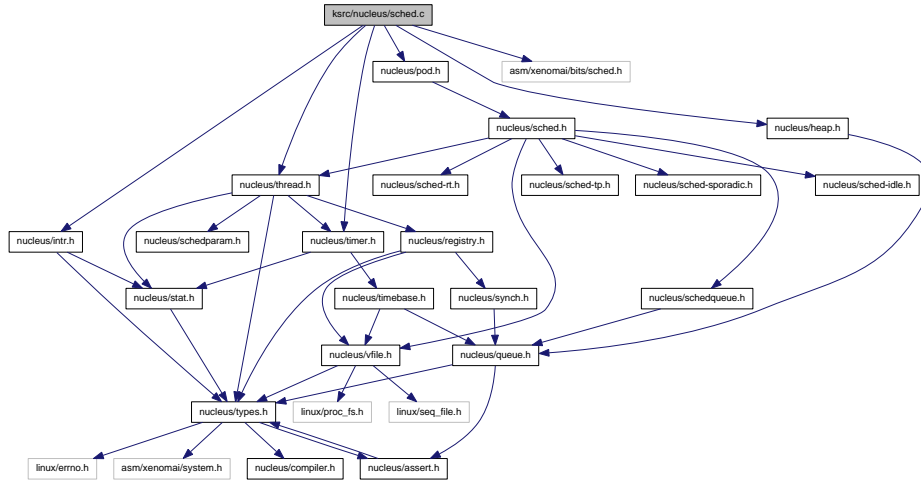 ksrc/nucleus/sched.c
nucleus/pod.h
asm/xenomai/bits/sched.h
nucleus/sched.h
nucleus/heap.h
nucleus/thread.h
nucleus/sched-rt.h
nucleus/sched-tp.h
nucleus/sched-sporadic.h
nucleus/sched-idle.h
nucleus/intr.h
nucleus/schedparam.h
nucleus/timer.h
nucleus/registry.h
nucleus/stat.h
nucleus/timebase.h
nucleus/synch.h
nucleus/schedqueue.h
nucleus/vfile.h
nucleus/queue.h
nucleus/types.h
linux/proc_fs.h
linux/seq_file.h
linux/errno.h
asm/xenomai/system.h
nucleus/compiler.h
nucleus/assert.h